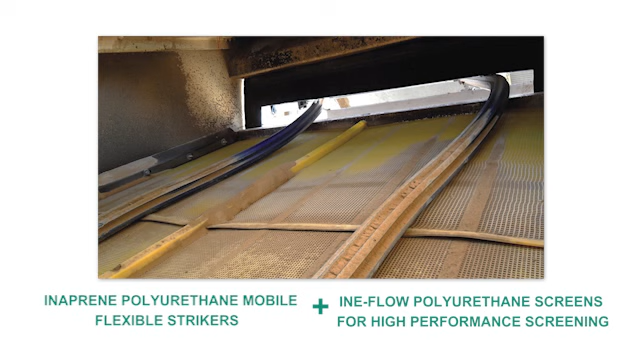 INAPRENE POLYURETHANE MOBILE
FLEXIBLE STRIKERS
+
INE-FLOW POLYURETHANE SCREENS
FOR HIGH PERFORMANCE SCREENING